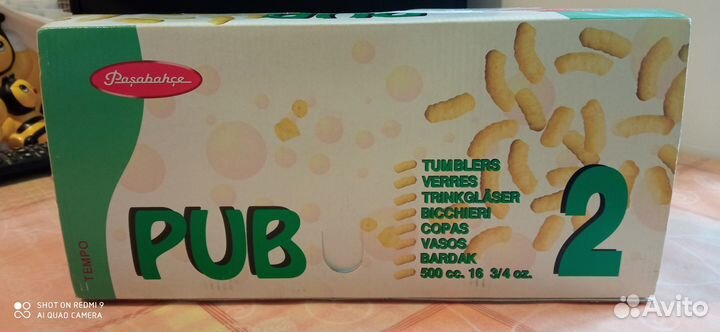 Paşabahçe
TEMPO
PUB
TUMBLERS
VERRES
TRINKGLÄSER
BICCHIERI
COPAS
VASOS
BARDAK
500 cc. 16 3/4 oz.
2
SHOT ON REDMI 9
AI QUAD CAMERA
Avito